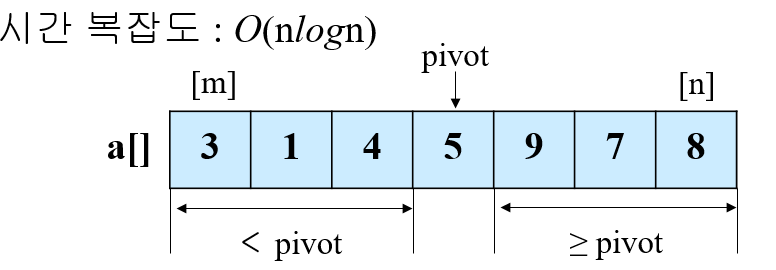 시간 복잡도 : O(nlogn)
pivot
[m] [n]
a[] 3 1 4 5 9 7 8
< pivot ≥ pivot